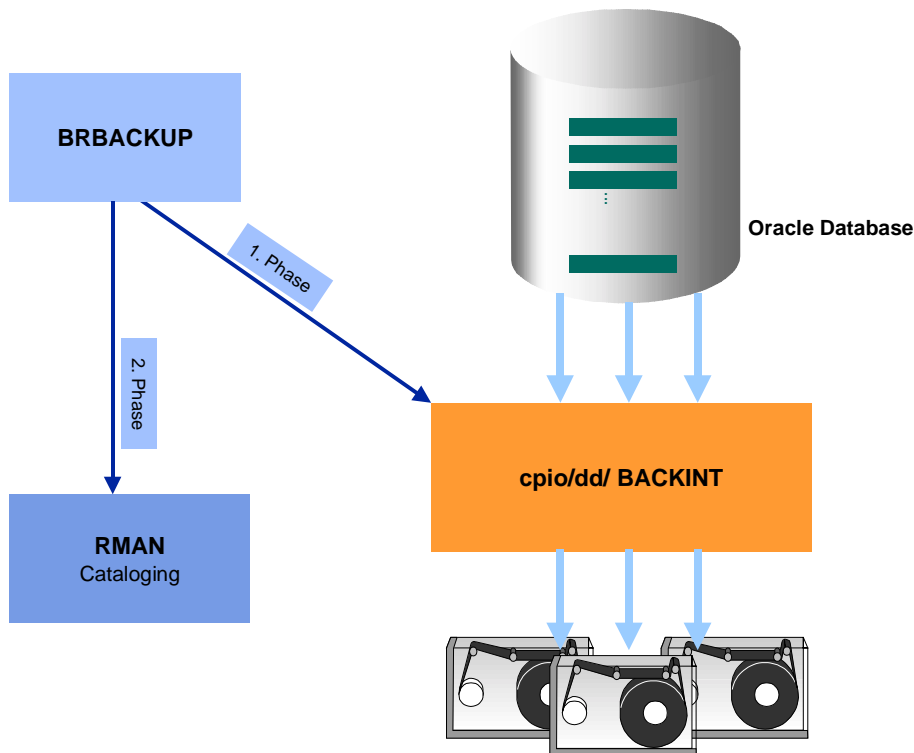 BRBACKUP
Oracle Database
1. Phase
2. Phase
cpio/dd/ BACKINT
RMAN
Cataloging